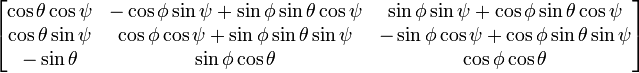 cos θ cos ψ − cos ϕ sin ψ + sin ϕ sin θ cos ψ sin ϕ sin ψ + cos ϕ sin θ cos ψ
cos θ sin ψ cos ϕ cos ψ + sin ϕ sin θ sin ψ − sin ϕ cos ψ + cos ϕ sin θ sin ψ
− sin θ sin ϕ cos θ cos ϕ cos θ